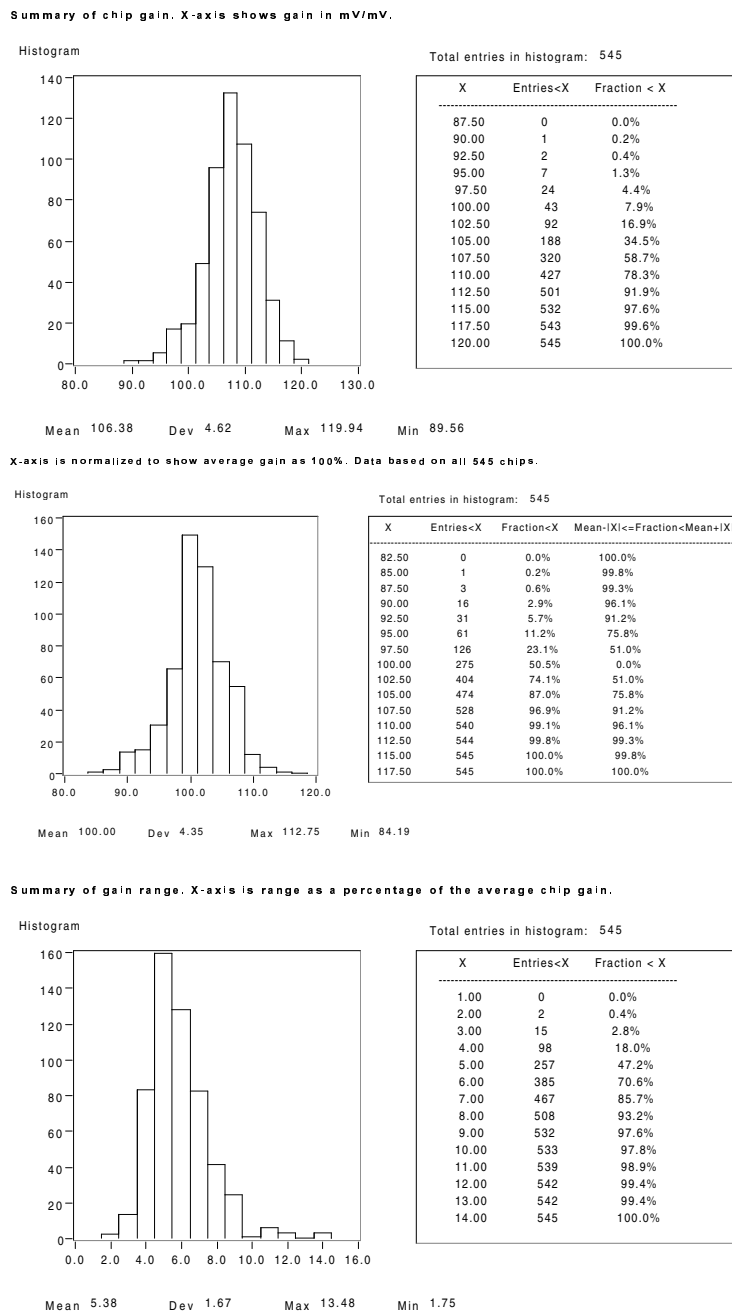 Summary of chip gain. X-axis shows gain in mV/mV.
Histogram
Total entries in histogram: 545
140
120
100
80
60
40
20
0
80.0 90.0 100.0 110.0 120.0 130.0
X Entries<X Fraction < X
87.50 0 0.0%
90.00 1 0.2%
92.50 2 0.4%
95.00 7 1.3%
97.50 24 4.4%
100.00 43 7.9%
102.50 92 16.9%
105.00 188 34.5%
107.50 320 58.7%
110.00 427 78.3%
112.50 501 91.9%
115.00 532 97.6%
117.50 543 99.6%
120.00 545 100.0%
Mean 106.38 Dev 4.62 Max 119.94 Min 89.56
X-axis is normalized to show average gain as 100%. Data based on all 545 chips.
Histogram
Total entries in histogram: 545
160
140
120
100
80
60
40
20
0
80.0 90.0 100.0 110.0 120.0
X Entries<X Fraction<X Mean-|X|<=Fraction<Mean+|X|
82.50 0 0.0% 100.0%
85.00 1 0.2% 99.8%
87.50 3 0.6% 99.3%
90.00 16 2.9% 96.1%
92.50 31 5.7% 91.2%
95.00 61 11.2% 75.8%
97.50 126 23.1% 51.0%
100.00 275 50.5% 0.0%
102.50 404 74.1% 51.0%
105.00 474 87.0% 75.8%
107.50 528 96.9% 91.2%
110.00 540 99.1% 96.1%
112.50 544 99.8% 99.3%
115.00 545 100.0% 99.8%
117.50 545 100.0% 100.0%
Mean 100.00 Dev 4.35 Max 112.75 Min 84.19
Summary of gain range. X-axis is range as a percentage of the average chip gain.
Histogram
Total entries in histogram: 545
160
140
120
100
80
60
40
20
0
0.0 2.0 4.0 6.0 8.0 10.0 12.0 14.0 16.0
X Entries<X Fraction < X
1.00 0 0.0%
2.00 2 0.4%
3.00 15 2.8%
4.00 98 18.0%
5.00 257 47.2%
6.00 385 70.6%
7.00 467 85.7%
8.00 508 93.2%
9.00 532 97.6%
10.00 533 97.8%
11.00 539 98.9%
12.00 542 99.4%
13.00 542 99.4%
14.00 545 100.0%
Mean 5.38 Dev 1.67 Max 13.48 Min 1.75